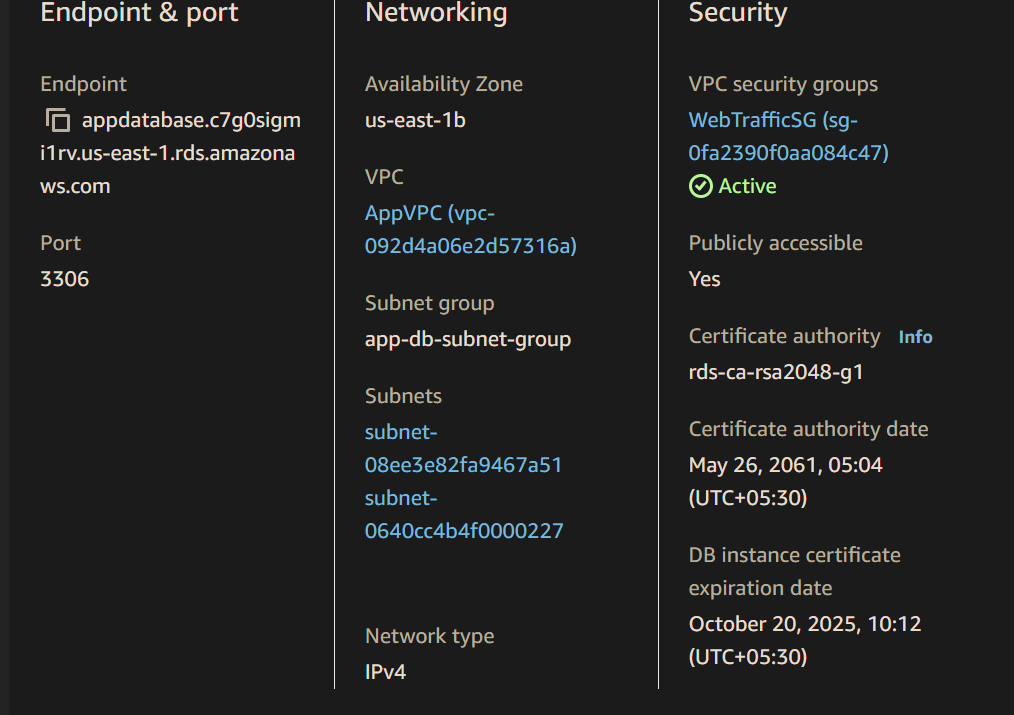 Endpoint & port
Endpoint
appdatabase.c7g0sigm
i1rv.us-east-1.rds.amazona
ws.com
Port
3306
Networking
Availability Zone
us-east-1b
VPC
AppVPC (vpc-
092d4a06e2d57316a)
Subnet group
app-db-subnet-group
Subnets
subnet-
08ee3e82fa9467a51
subnet-
0640cc4b4f0000227
Network type
IPv4
Security
VPC security groups
WebTrafficSG (sg-
0fa2390f0aa084c47)
Active
Publicly accessible
Yes
Certificate authority Info
rds-ca-rsa2048-g1
Certificate authority date
May 26, 2061, 05:04
(UTC+05:30)
DB instance certificate
expiration date
October 20, 2025, 10:12
(UTC+05:30)